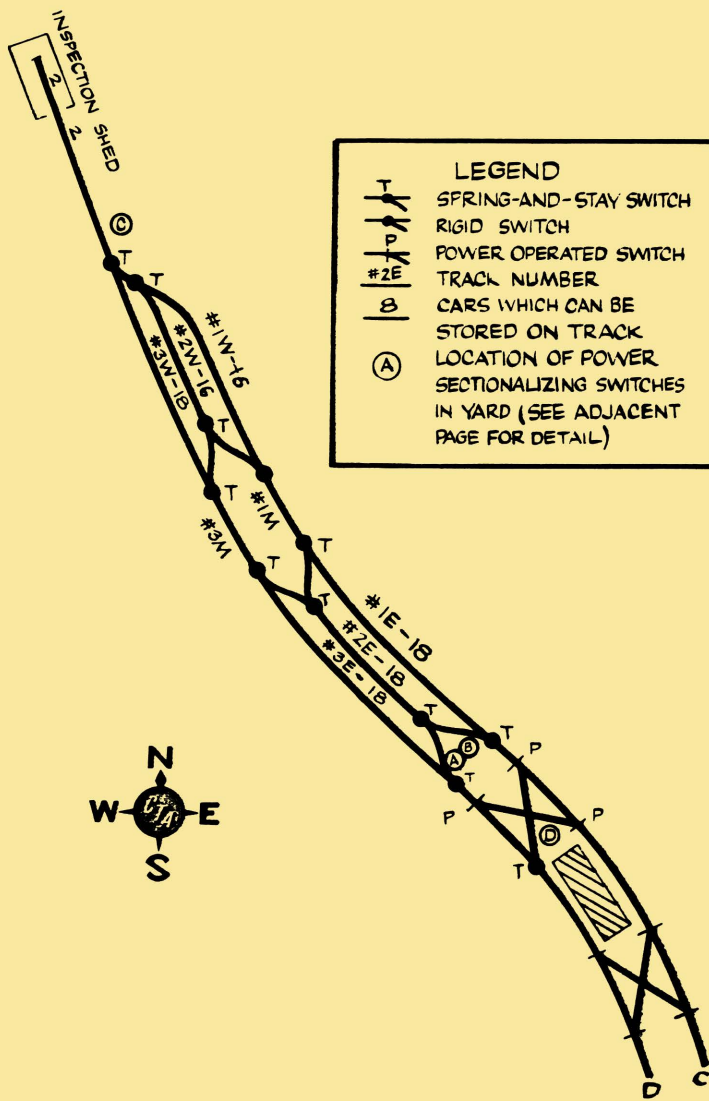 INSPECTION SHED
2
2
LEGEND
T
SPRING-AND-STAY SWITCH
RIGID SWITCH
P
POWER OPERATED SWITCH
#2E
TRACK NUMBER
8
CARS WHICH CAN BE
STORED ON TRACK
A
LOCATION OF POWER
SECTIONALIZING SWITCHES
IN YARD (SEE ADJACENT
PAGE FOR DETAIL)
C
T
T
#1W-16
#2W-16
#3W-18
T
T
#1M
#3M
T
T
T
#1E-18
#2E-18
#3E-18
T
T
B
A
T
P
P
P
D
T
N
W
CTA
E
S
D
C